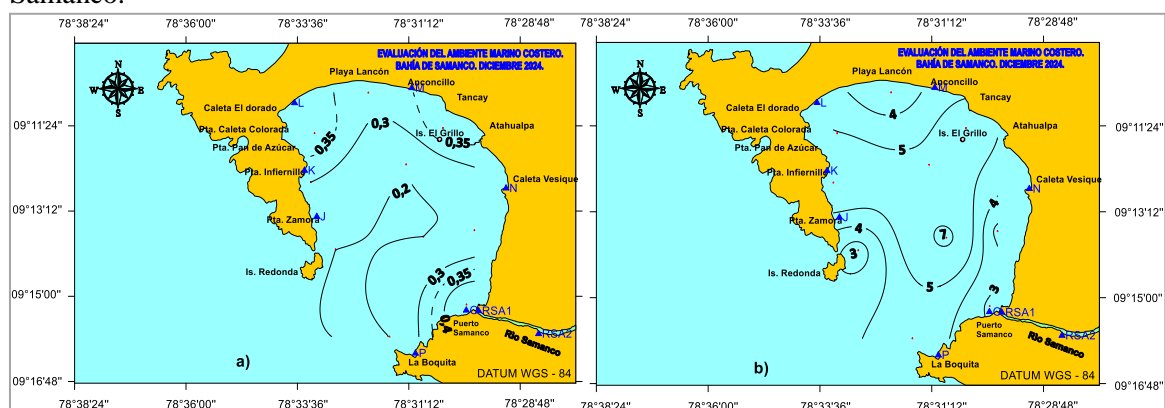 Samanco.
78°38'24" 78°36'00" 78°33'36" 78°31'12" 78°28'48"
EVALUACIÓN DEL AMBIENTE MARINO COSTERO.
BAHÍA DE SAMANCO. DICIEMBRE 2024.
N
W E
S
Playa Lancón
Anconcillo
M
Tancay
Caleta El dorado
L
09°11'24"
Pta. Caleta Colorada
0,3
0,35
Is. El Grillo
0,35
Atahualpa
Pta. Pan de Azúcar
Pta. Infiernillo
K
Caleta Vesique
N
0,2
09°13'12"
Pta. Zamora
J
Is. Redonda
0,3
0,35
09°15'00"
O
RSA1
0,4
Puerto
Samanco
Rio Samanco
RSA2
P
La Boquita
a)
09°16'48"
DATUM WGS - 84
78°38'24" 78°36'00" 78°33'36" 78°31'12" 78°28'48"
78°36'00" 78°33'36" 78°31'12" 78°28'48"
EVALUACIÓN DEL AMBIENTE MARINO COSTERO.
BAHÍA DE SAMANCO. DICIEMBRE 2024.
N
W E
S
Playa Lancón
Anconcillo
M
Tancay
Caleta El dorado
L
4
09°11'24"
Pta. Caleta Colorada
Is. El Grillo
Atahualpa
Pta. Pan de Azúcar
5
Pta. Infiernillo
K
Caleta Vesique
N
4
09°13'12"
Pta. Zamora
J
4
7
3
Is. Redonda
5
3
09°15'00"
O
RSA1
Puerto
Samanco
Rio Samanco
RSA2
P
La Boquita
b)
09°16'48"
DATUM WGS - 84
78°36'00" 78°33'36" 78°31'12" 78°28'48"